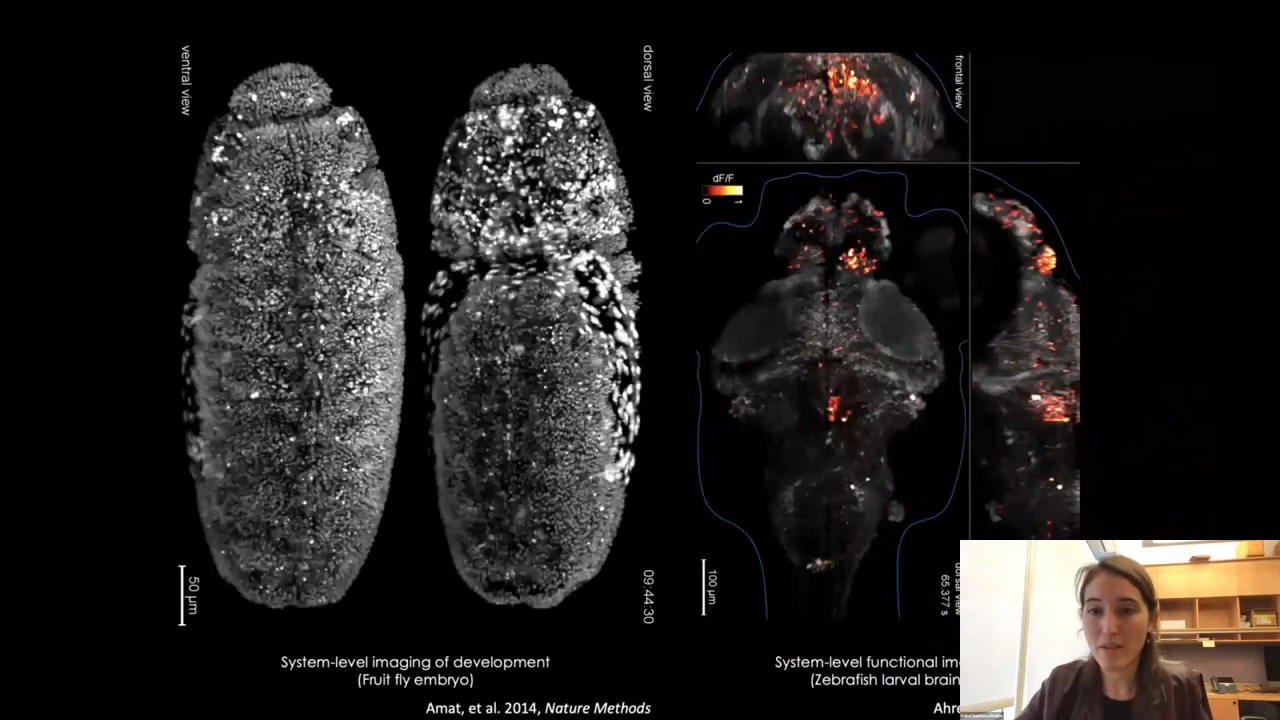 ventral view
dorsal view
frontal view
dF/F
0
1
50 µm
09:44:30
100 µm
65.377 s
System-level imaging of development
(Fruit fly embryo)
Amat, et al. 2014, Nature Methods
System-level functional
(Zebrafish larval brain